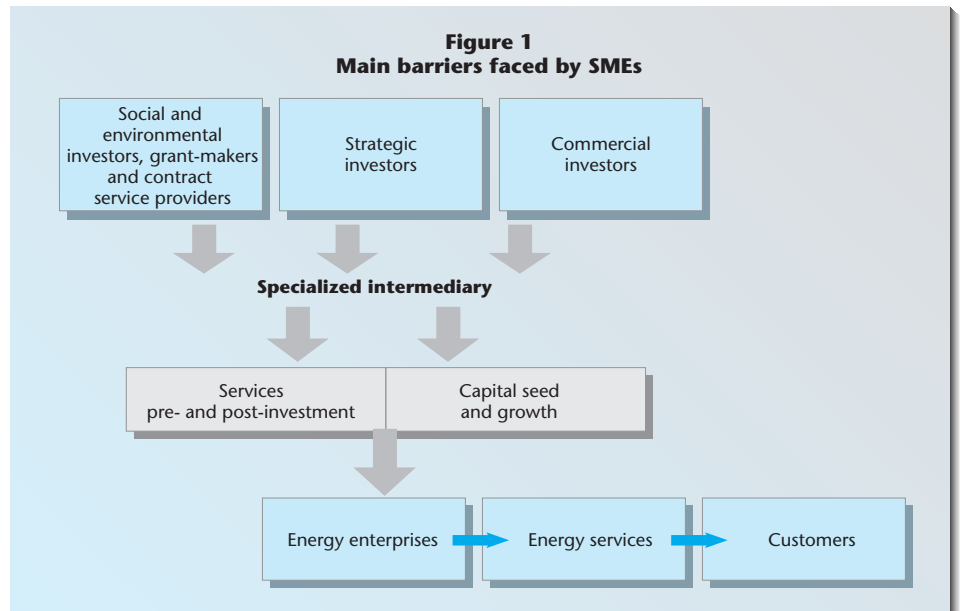 Figure 1
Main barriers faced by SMEs
Social and
environmental
investors, grant-makers
and contract
service providers
Strategic
investors
Commercial
investors
Specialized intermediary
Services
pre- and post-investment
Capital seed
and growth
Energy enterprises
Energy services
Customers